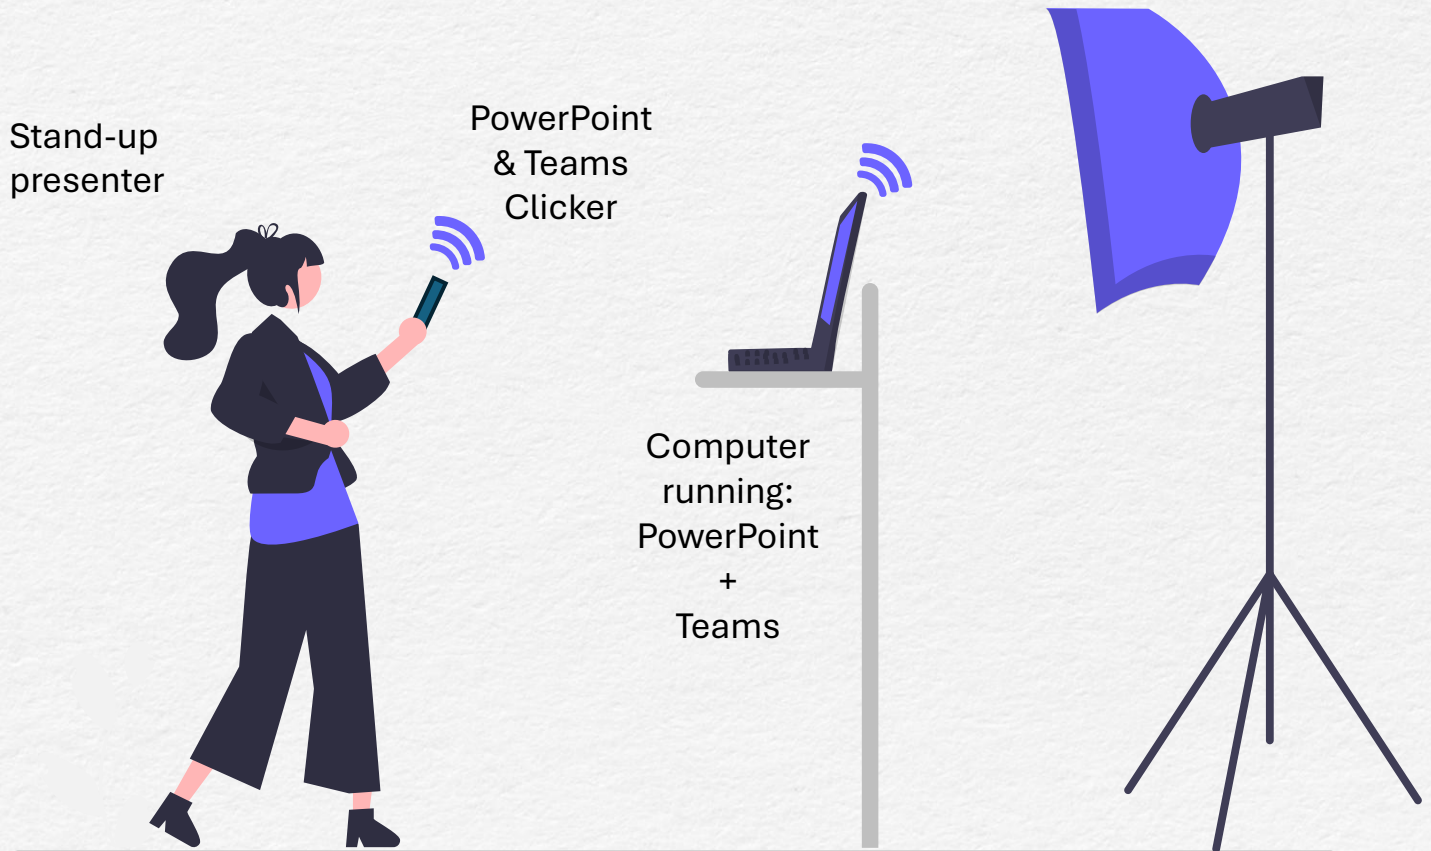 Stand-up
presenter
PowerPoint
& Teams
Clicker
Computer
running:
PowerPoint
+
Teams